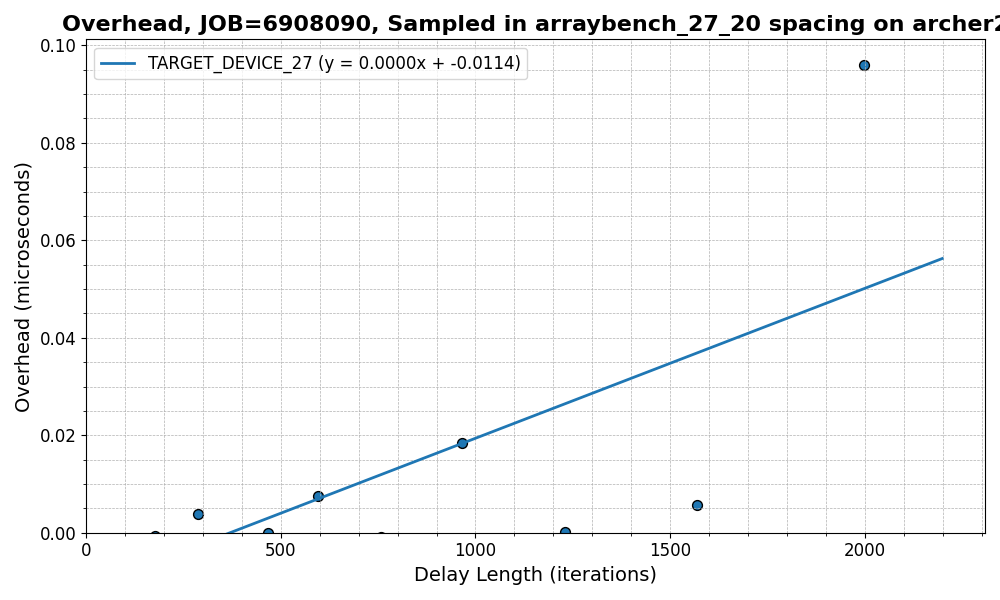 Overhead, JOB=6908090, Sampled in arraybench_27_20 spacing on archer2
TARGET_DEVICE_27 (y = 0.0000x + -0.0114)
Overhead (microseconds)
0.10
0.08
0.06
0.04
0.02
0.00
0 500 1000 1500 2000
Delay Length (iterations)